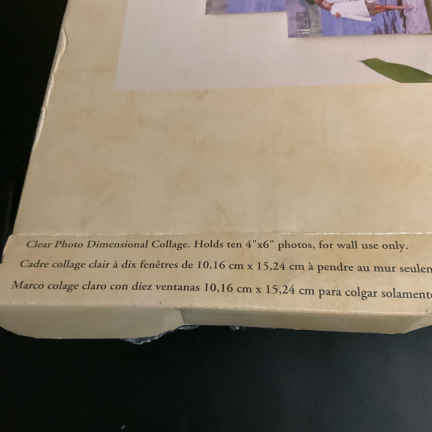 Clear Photo Dimensional Collage. Holds ten 4"x6" photos, for wall use only.
Cadre collage clair à dix fenêtres de 10,16 cm x 15,24 cm à pendre au mur seulem
Marco colage claro con diez ventanas 10,16 cm x 15,24 cm para colgar solamente